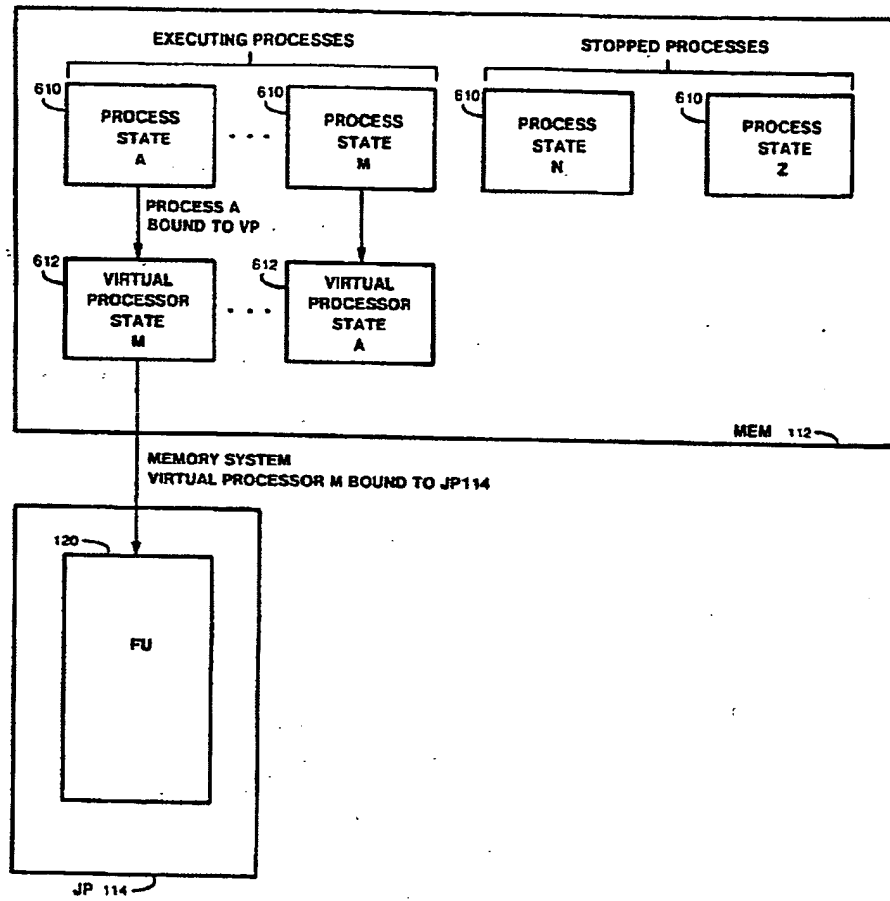 EXECUTING PROCESSES
STOPPED PROCESSES
610
PROCESS
STATE
A
610
PROCESS
STATE
M
610
PROCESS
STATE
N
610
PROCESS
STATE
Z
PROCESS A
BOUND TO VP
612
VIRTUAL
PROCESSOR
STATE
M
612
VIRTUAL
PROCESSOR
STATE
A
MEM 112
MEMORY SYSTEM
VIRTUAL PROCESSOR M BOUND TO JP114
120
FU
JP 114